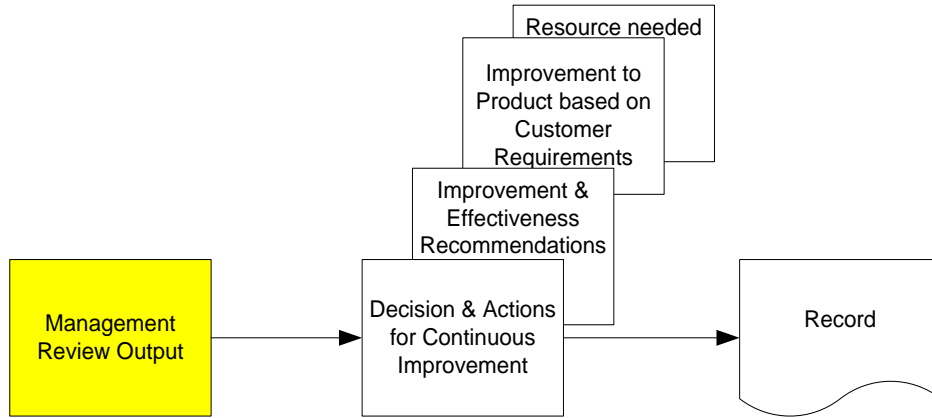 Resource needed
Improvement to
Product based on
Customer
Requirements
Improvement &
Effectiveness
Recommendations
Management
Review Output
Decision & Actions
for Continuous
Improvement
Record